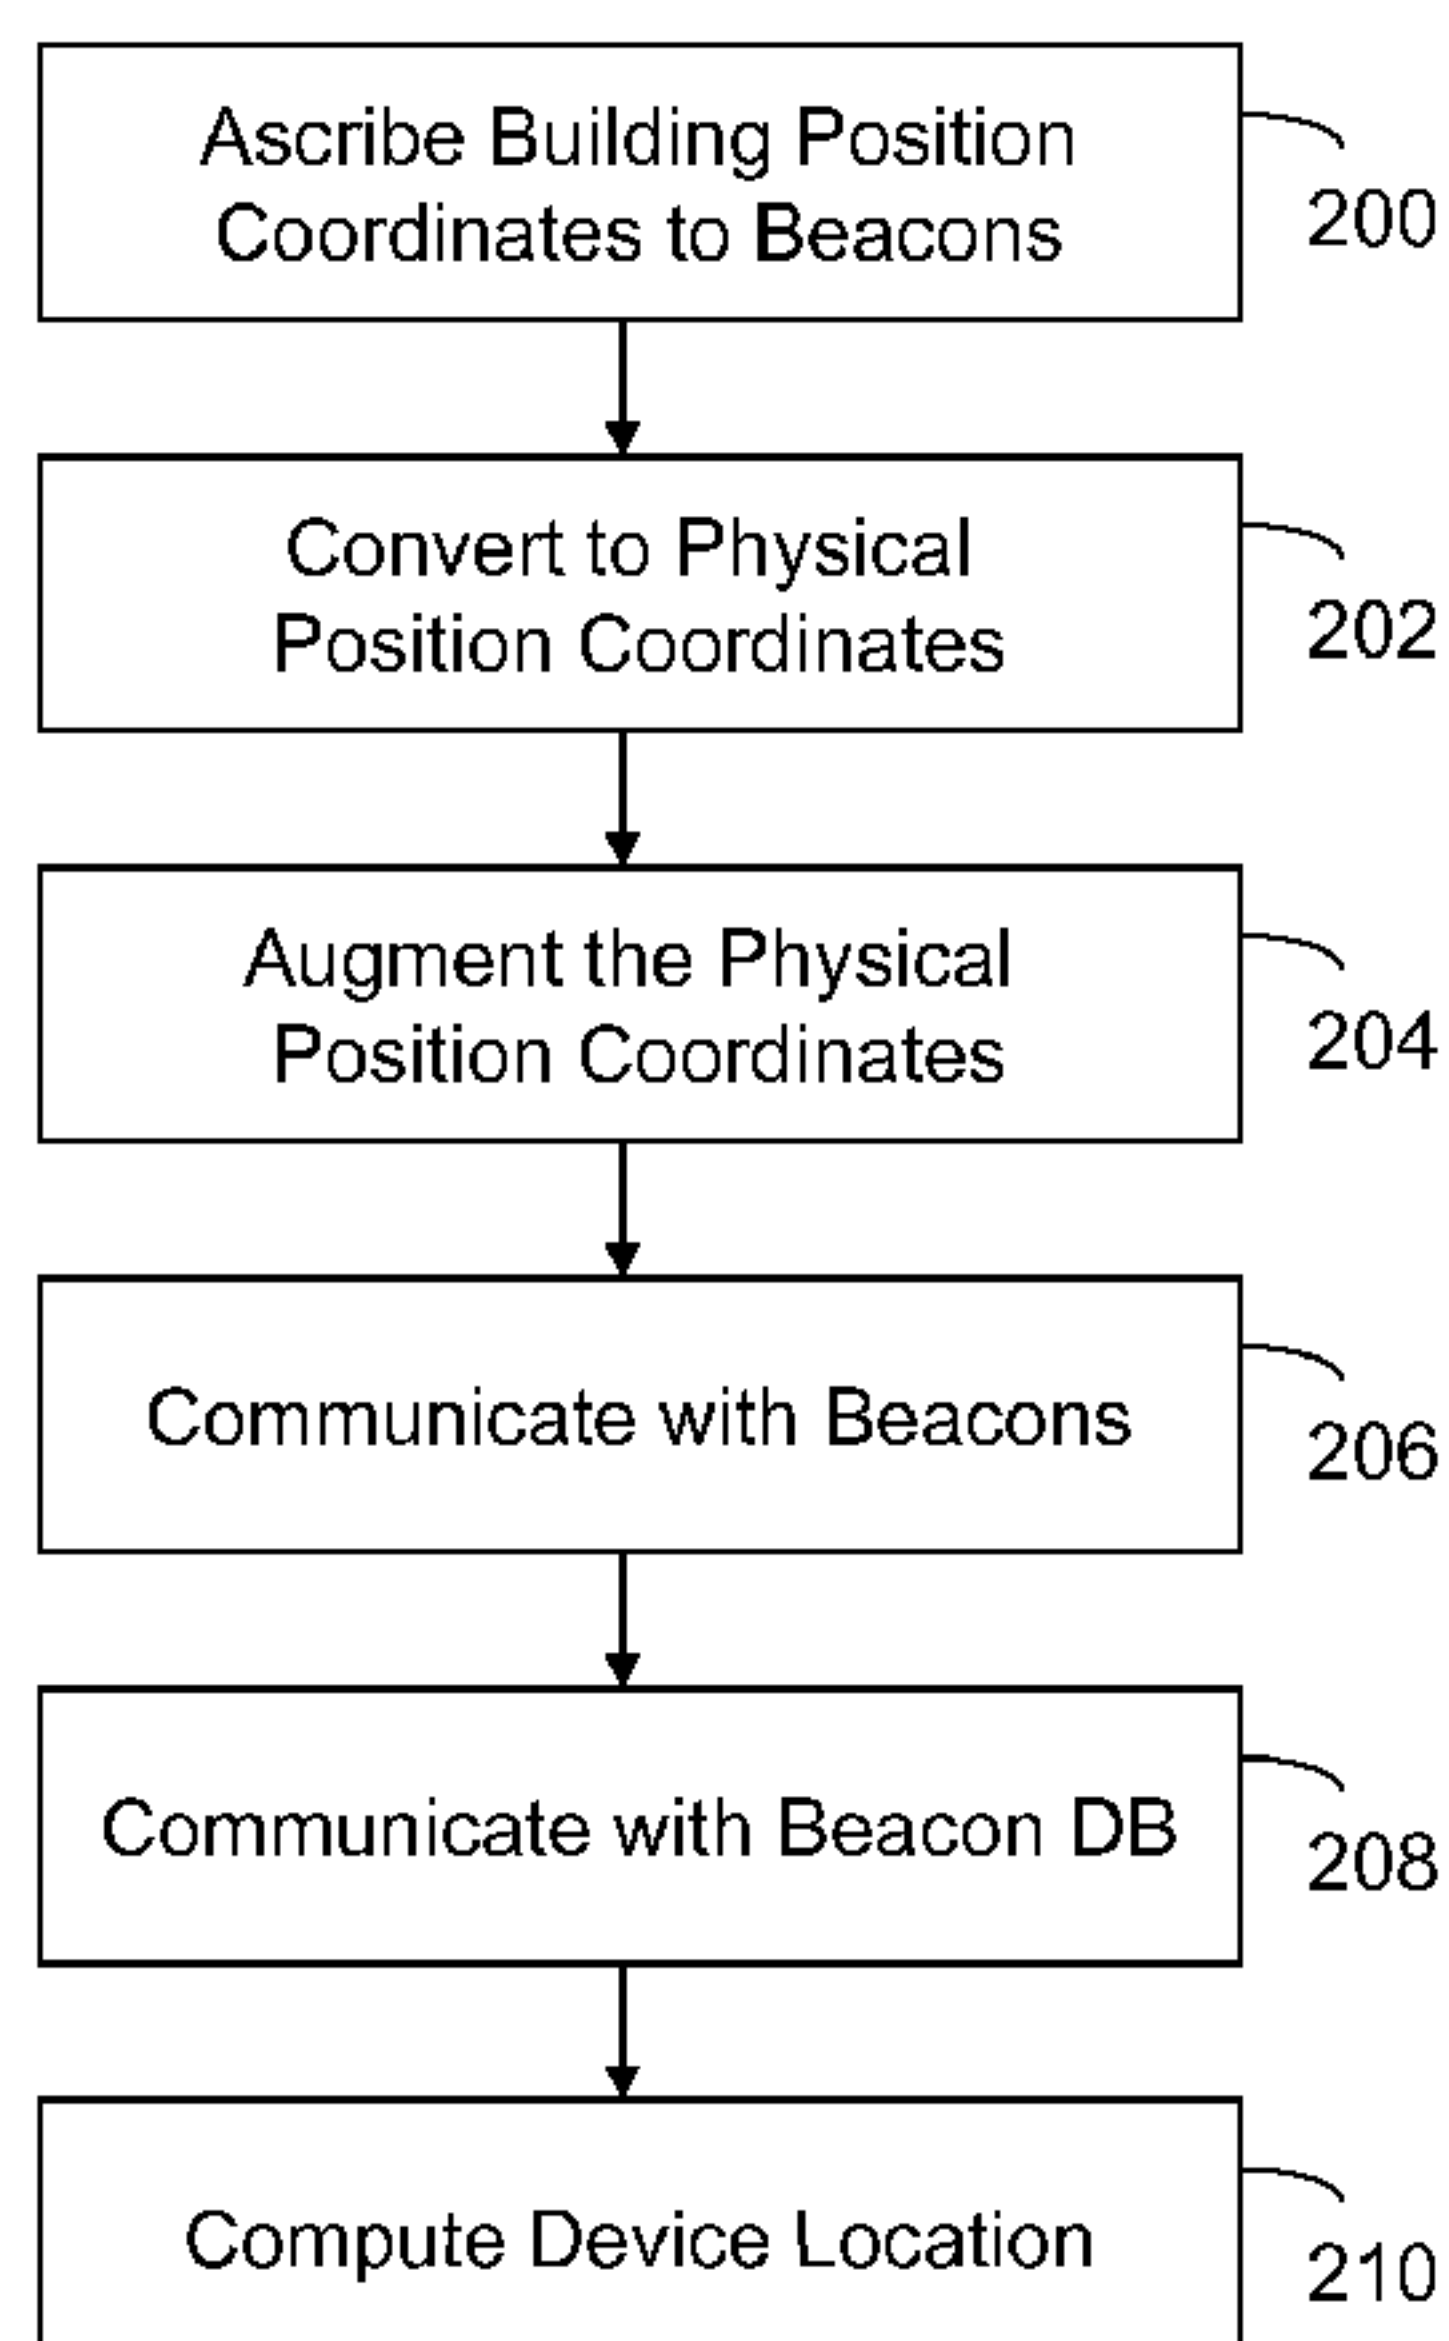 Ascribe Building Position
Coordinates to Beacons
200
Convert to Physical
Position Coordinates
202
Augment the Physical
Position Coordinates
204
Communicate with Beacons
206
Communicate with Beacon DB
208
Compute Device Location
210